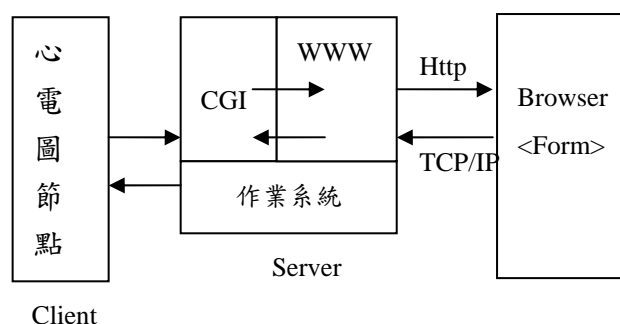 心電圖節點
Client
CGI
WWW
作業系統
Server
Http
TCP/IP
Browser
<Form>